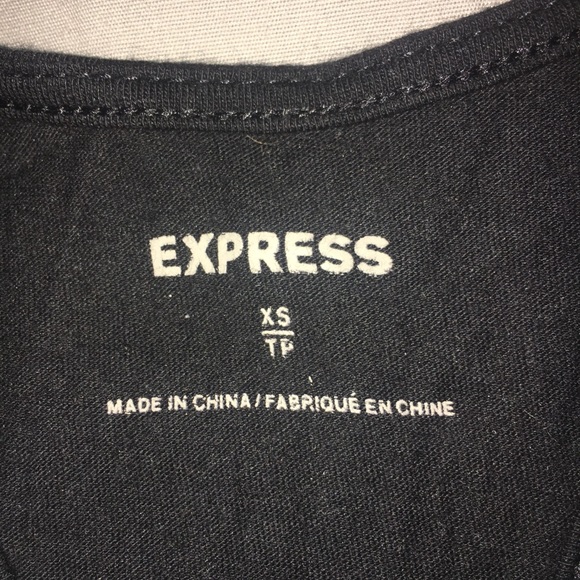 EXPRESS
XS
TP
MADE IN CHINA / FABRIQUÉ EN CHINE